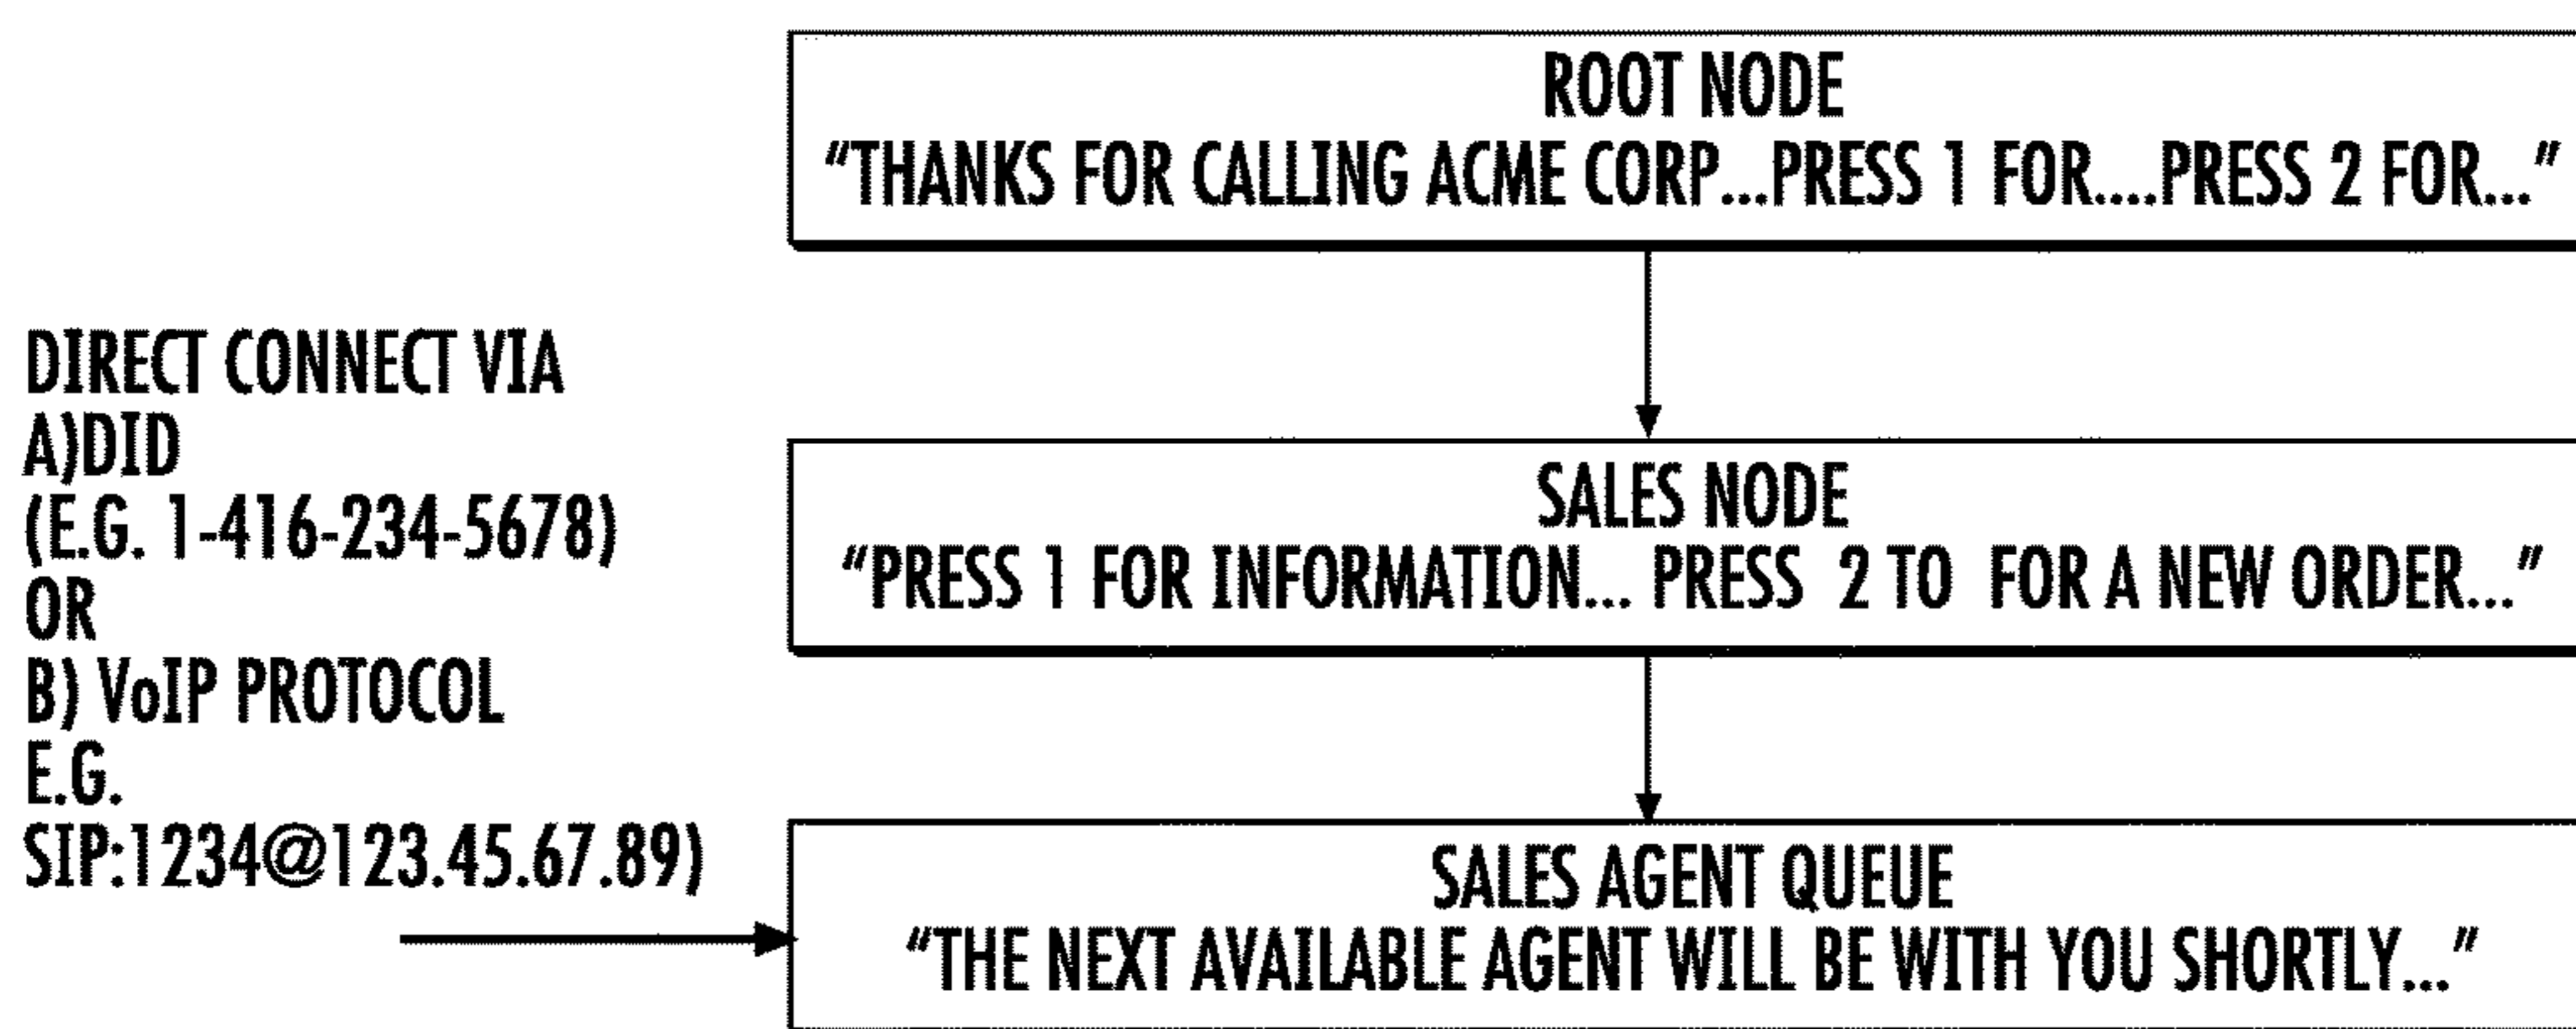 ROOT NODE
"THANKS FOR CALLING ACME CORP...PRESS 1 FOR....PRESS 2 FOR..."
DIRECT CONNECT VIA
A)DID
(E.G. 1-416-234-5678)
OR
B) VoIP PROTOCOL
E.G.
SIP:1234@123.45.67.89)
SALES NODE
"PRESS 1 FOR INFORMATION... PRESS 2 TO FOR A NEW ORDER..."
SALES AGENT QUEUE
"THE NEXT AVAILABLE AGENT WILL BE WITH YOU SHORTLY..."